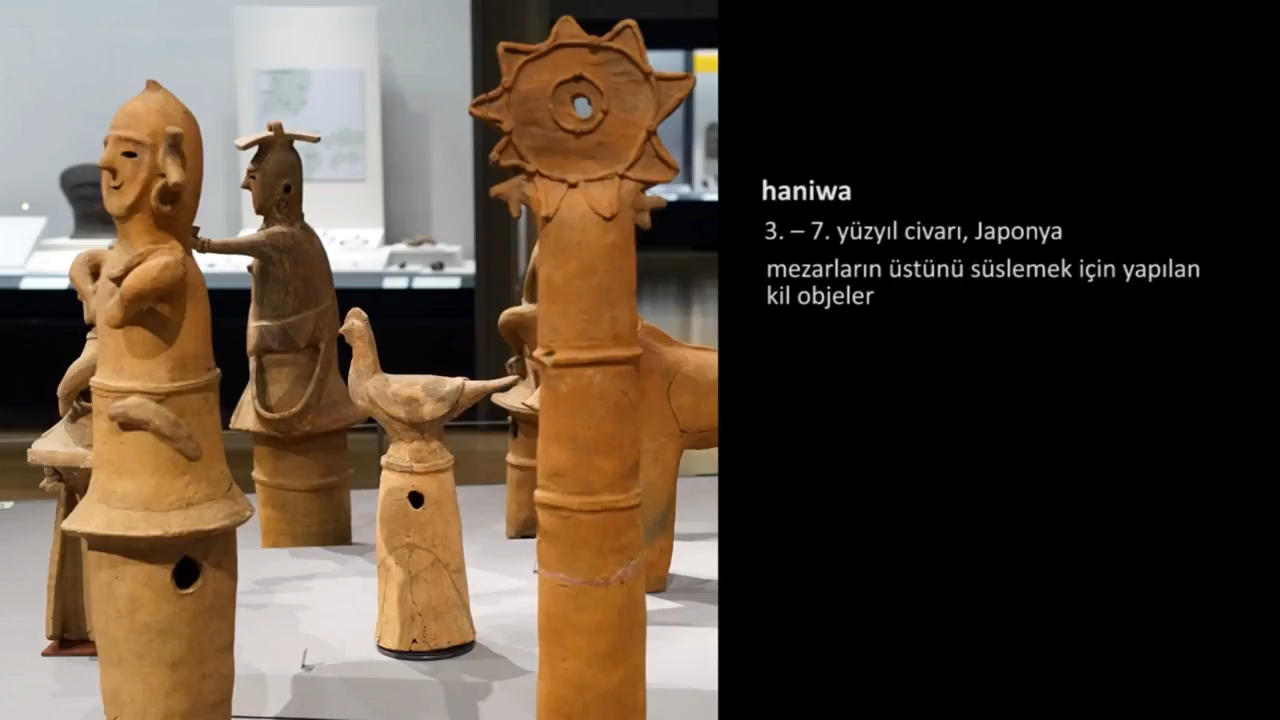 haniwa
3. – 7. yüzyıl civarı, Japonya
mezarların üstünü süslemek için yapılan
kil objeler